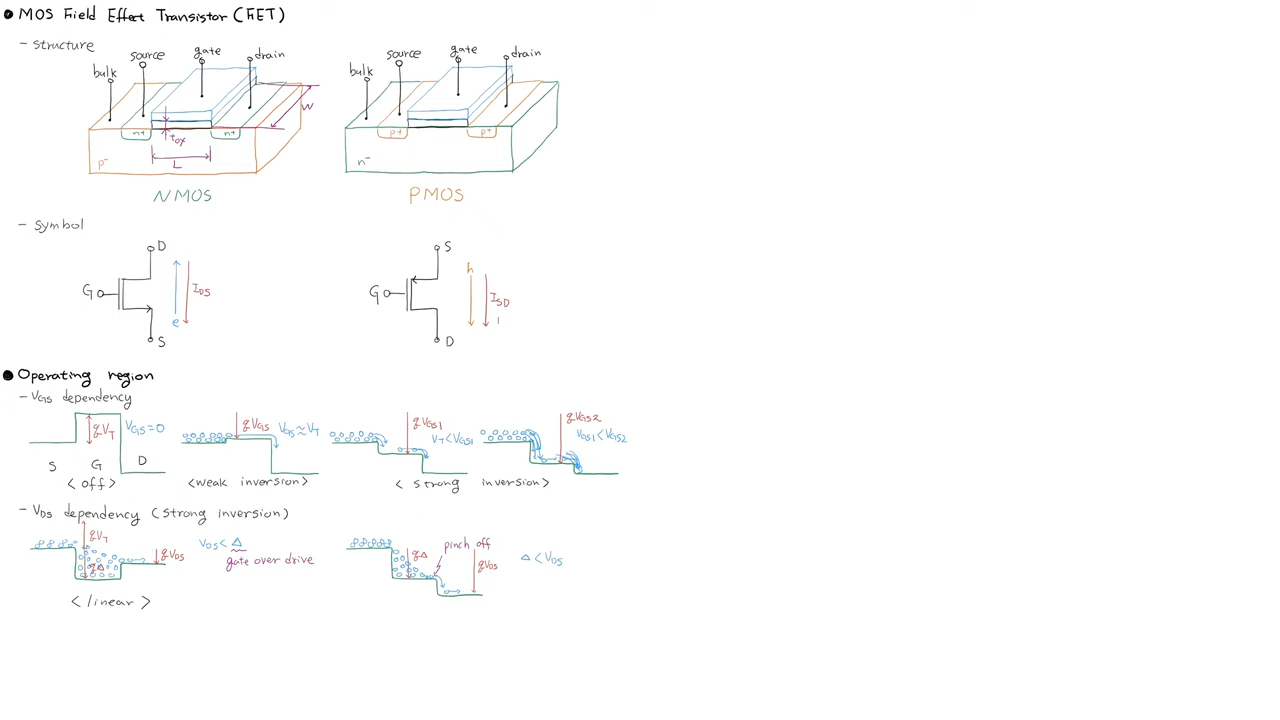 ● MOS Field Effect Transistor (FET)
- structure
bulk source gate drain
W
n+ tox n+
L
p-
NMOS
bulk source gate drain
p+ p+
n-
PMOS
- Symbol
D
G
S
e
IDS
S
G
D
h
ISD
● Operating region
- VGS dependency
qVT VGS=0
S G D
< off >
qVGS VGS≈VT
<weak inversion>
qVGS1
VT<VGS1
qVGS2
VGS1<VGS2
< strong inversion >
- VDS dependency (strong inversion)
qVT
qΔ
qVDS
VDS<Δ
gate over drive
< linear >
qΔ
pinch off
qVDS
Δ<VDS